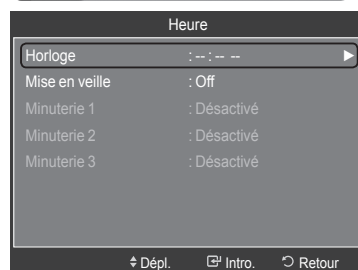 Heure
Horloge : -- : -- --
Mise en veille : Off
Minuterie 1 : Désactivé
Minuterie 2 : Désactivé
Minuterie 3 : Désactivé
Dépl. Intro. Retour